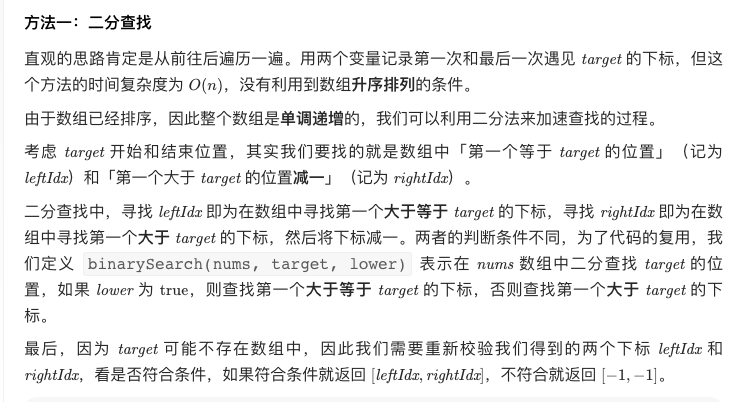 方法一：二分查找
直观的思路肯定是从前往后遍历一遍。用两个变量记录第一次和最后一次遇见 target 的下标，但这
个方法的时间复杂度为 O(n)，没有利用到数组升序排列的条件。
由于数组已经排序，因此整个数组是单调递增的，我们可以利用二分法来加速查找的过程。
考虑 target 开始和结束位置，其实我们要找的就是数组中「第一个等于 target 的位置」（记为
leftIdx）和「第一个大于 target 的位置减一」（记为 rightIdx）。
二分查找中，寻找 leftIdx 即为在数组中寻找第一个大于等于 target 的下标，寻找 rightIdx 即为在数
组中寻找第一个大于 target 的下标，然后将下标减一。两者的判断条件不同，为了代码的复用，我
们定义 binarySearch(nums, target, lower) 表示在 nums 数组中二分查找 target 的位
置，如果 lower 为 true，则查找第一个大于等于 target 的下标，否则查找第一个大于 target 的下
标。
最后，因为 target 可能不存在数组中，因此我们需要重新校验我们得到的两个下标 leftIdx 和
rightIdx，看是否符合条件，如果符合条件就返回 [leftIdx, rightIdx]，不符合就返回 [−1, −1]。